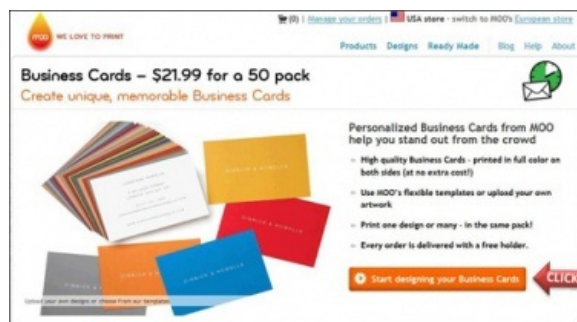 (0) | Manage your orders | USA store - switch to MOO's European store
MOO WE LOVE TO PRINT
Products Designs Ready Made Blog Help About
Business Cards – $21.99 for a 50 pack
Create unique, memorable Business Cards
Personalized Business Cards from MOO
help you stand out from the crowd
High quality Business Cards - printed in full color on
both sides (at no extra cost!)
Use MOO's flexible templates or upload your own
artwork
Print one design or many - in the same pack!
Every order is delivered with a free holder.
Start designing your Business Cards
CLICK
Upload your own designs or choose from our templates